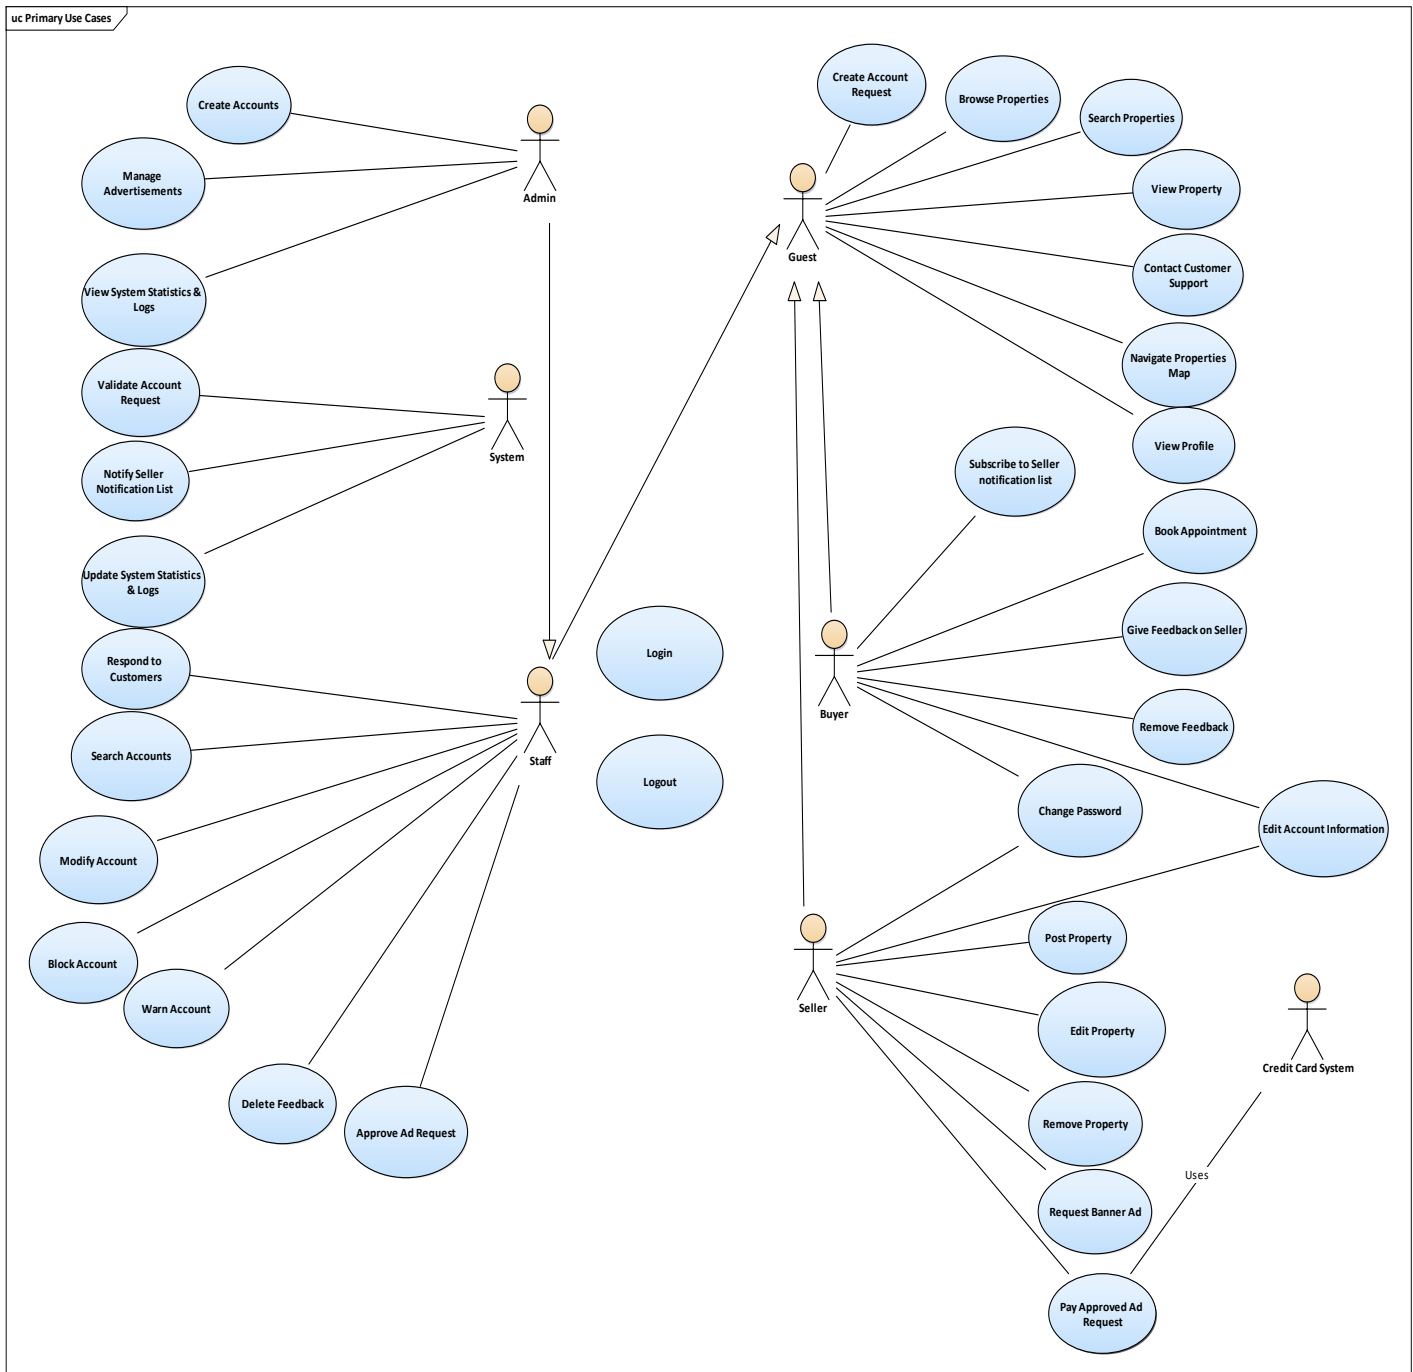 uc Primary Use Cases
Create Accounts
Manage
Advertisements
View System Statistics &
Logs
Validate Account
Request
Notify Seller
Notification List
Update System Statistics
& Logs
Respond to
Customers
Search Accounts
Modify Account
Block Account
Warn Account
Delete Feedback
Approve Ad Request
Admin
System
Staff
Login
Logout
Create Account
Request
Browse Properties
Search Properties
View Property
Contact Customer
Support
Navigate Properties
Map
View Profile
Guest
Subscribe to Seller
notification list
Book Appointment
Give Feedback on Seller
Remove Feedback
Buyer
Change Password
Edit Account Information
Post Property
Edit Property
Remove Property
Request Banner Ad
Pay Approved Ad
Request
Seller
Credit Card System
Uses